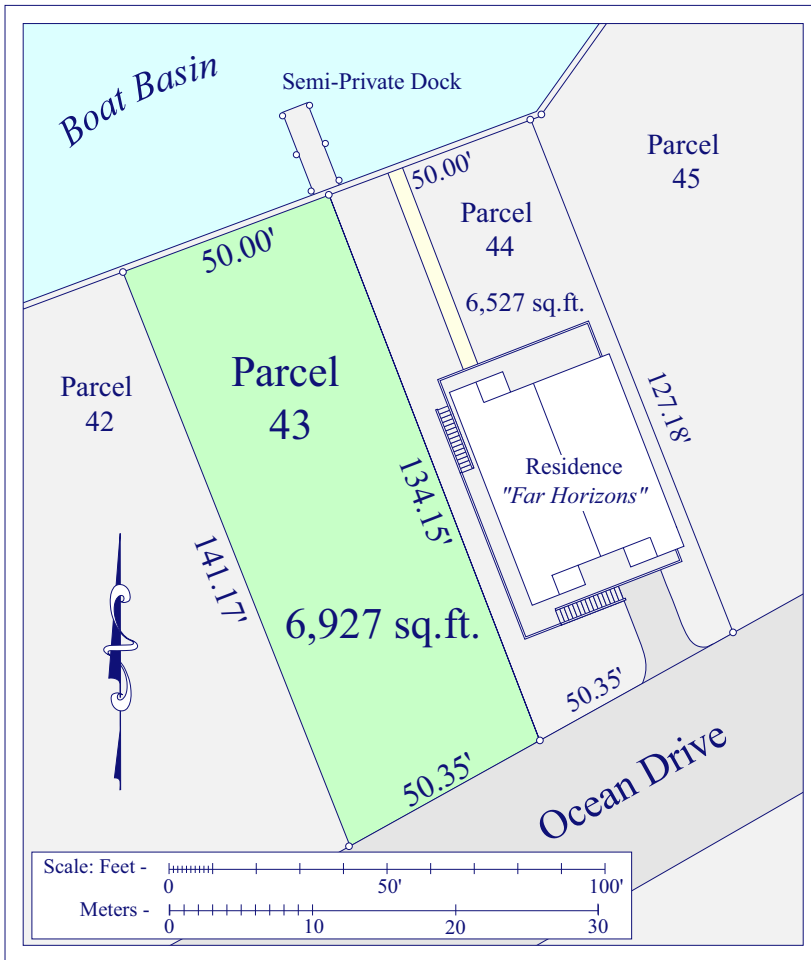 Boat Basin
Semi-Private Dock
50.00'
50.00'
Parcel
45
Parcel
44
6,527 sq.ft.
Parcel
42
Parcel
43
127.18'
134.15'
Residence
"Far Horizons"
141.17'
6,927 sq.ft.
50.35'
50.35'
Ocean Drive
Scale: Feet -
0 50' 100'
Meters -
0 10 20 30